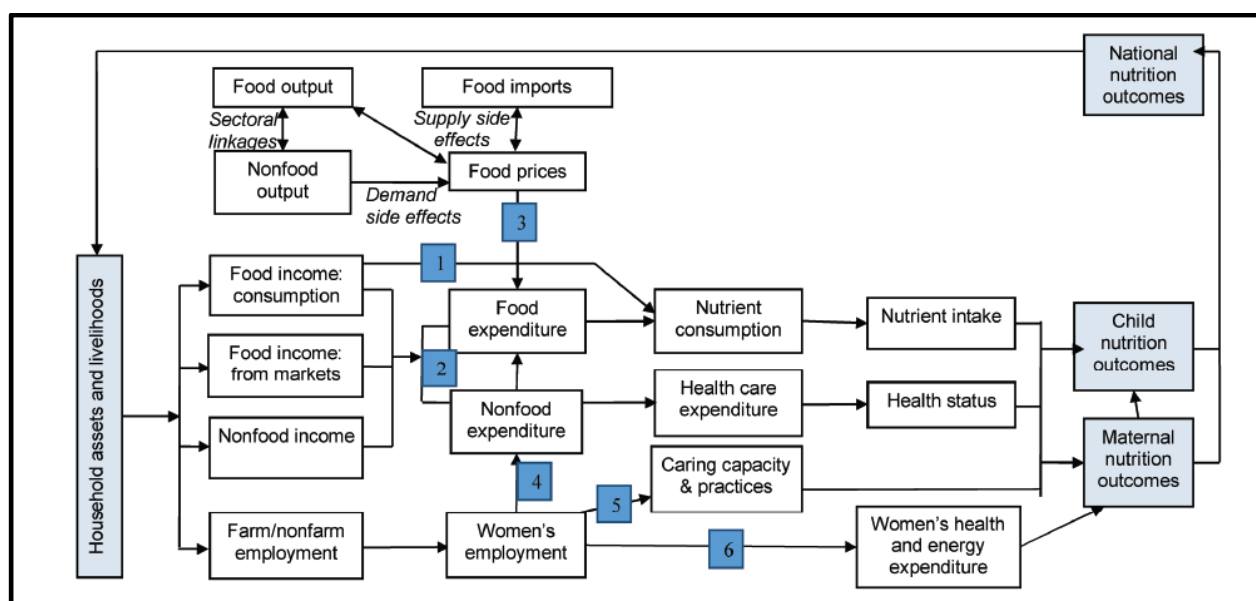 National
nutrition
outcomes
Food output
Food imports
Sectoral
linkages
Supply side
effects
Nonfood
output
Food prices
Demand
side effects
3
1
Household assets and livelihoods
Food income:
consumption
Food
expenditure
Nutrient
consumption
Nutrient intake
Child
nutrition
outcomes
Food income:
from markets
2
Nonfood income
Nonfood
expenditure
Health care
expenditure
Health status
Maternal
nutrition
outcomes
4
5
Caring capacity
& practices
Farm/nonfarm
employment
Women's
employment
6
Women's health
and energy
expenditure